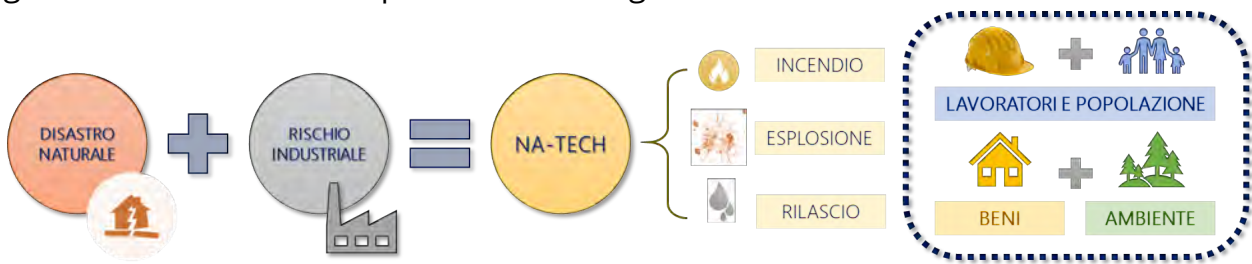 DISASTRO
NATURALE
RISCHIO
INDUSTRIALE
NA-TECH
INCENDIO
ESPLOSIONE
RILASCIO
LAVORATORI E POPOLAZIONE
BENI
AMBIENTE